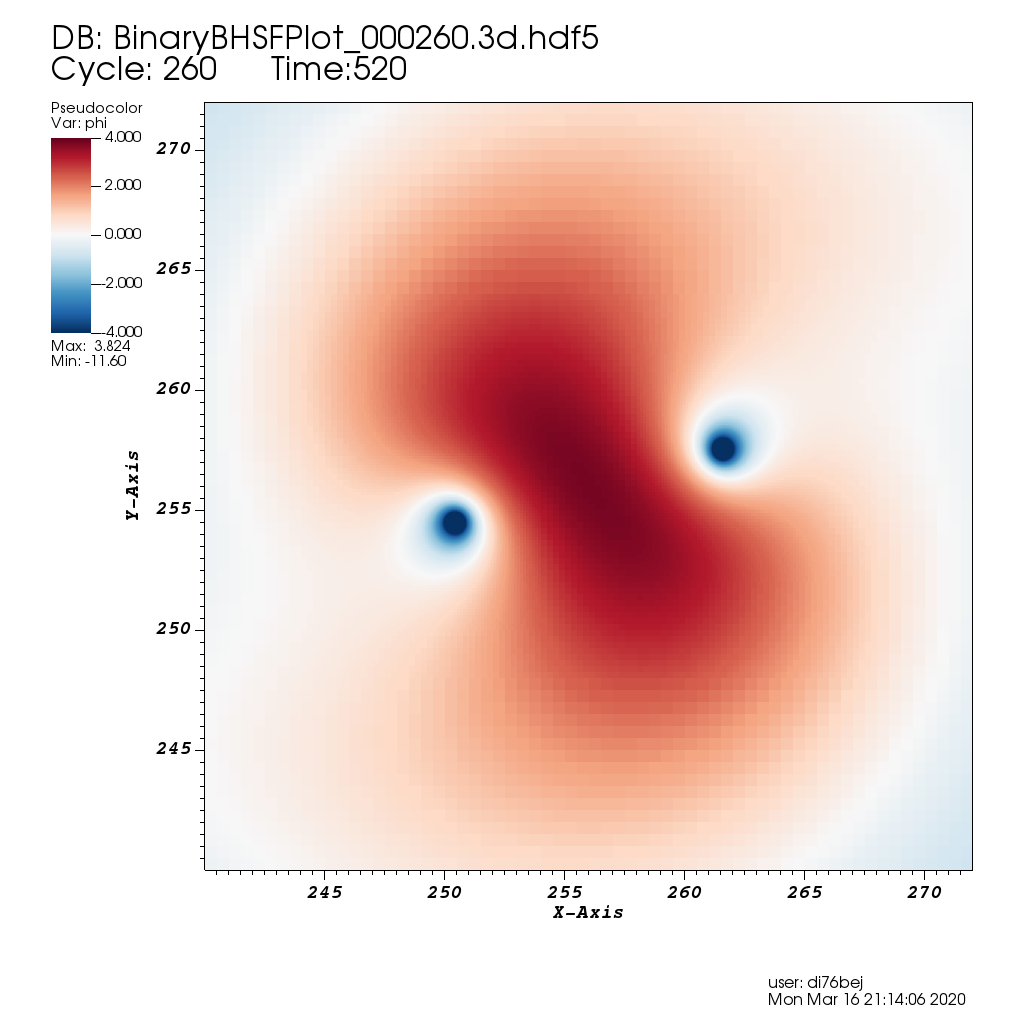 DB: BinaryBHSFPlot_000260.3d.hdf5
Cycle: 260 Time:520
Pseudocolor
Var: phi
4.000
2.000
0.000
-2.000
-4.000
Max: 3.824
Min: -11.60
270
265
260
255
250
245
Y-Axis
245 250 255 260 265 270
X-Axis
user: di76bej
Mon Mar 16 21:14:06 2020